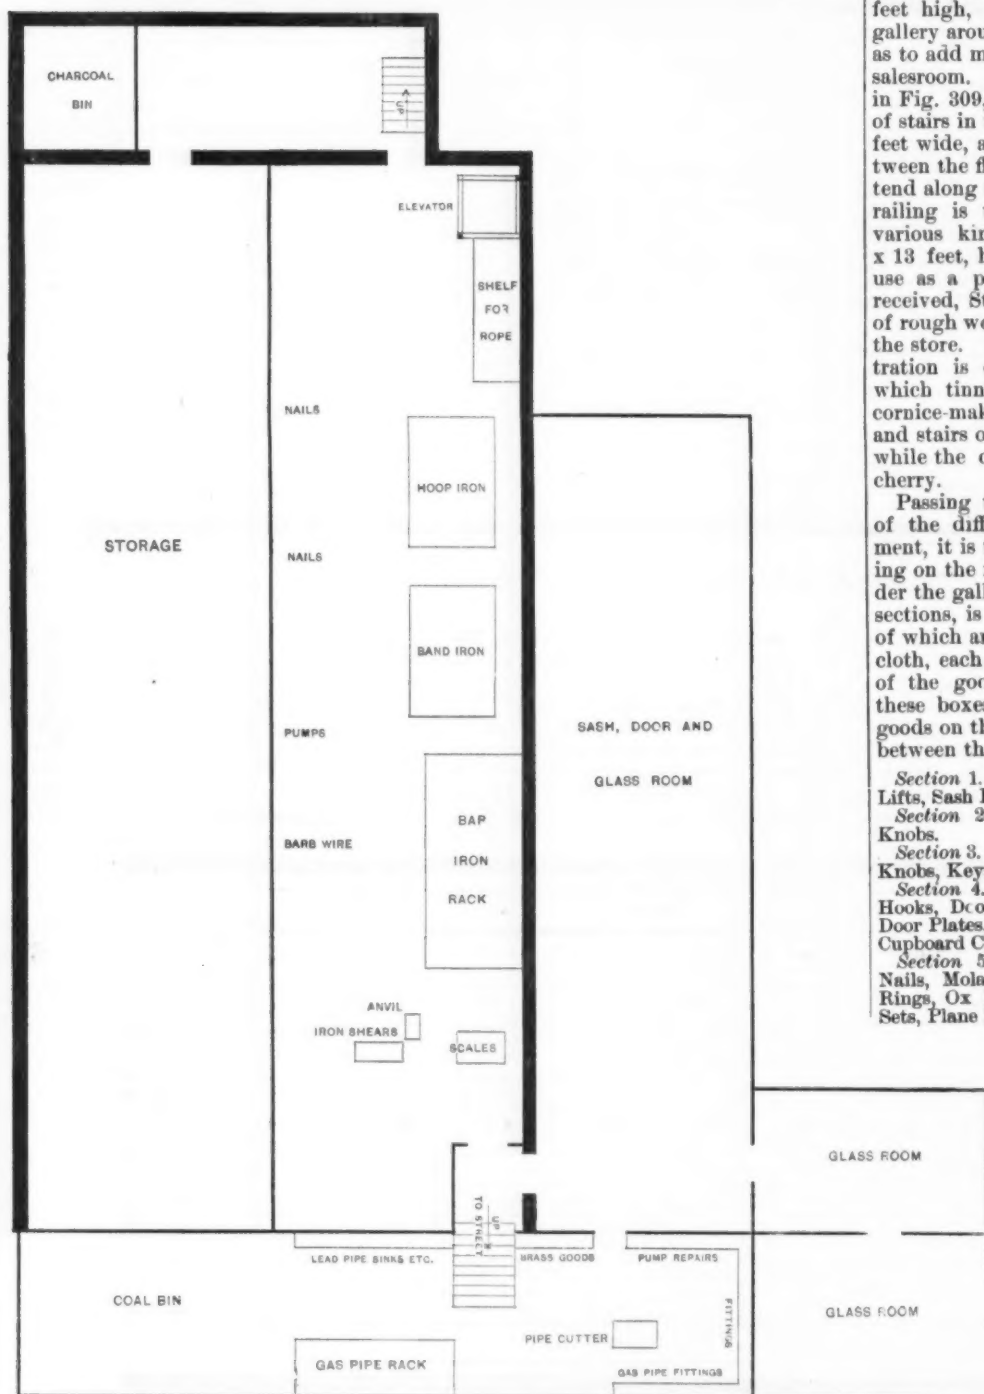 CHARCOAL
BIN
UP
ELEVATOR
SHELF
FOR
ROPE
NAILS
HOOP IRON
STORAGE
NAILS
BAND IRON
PUMPS
SASH, DOOR AND
GLASS ROOM
BAP
IRON
RACK
BARB WIRE
ANVIL
IRON SHEARS
SCALES
GLASS ROOM
UP
TO STREET
LEAD PIPE SINKS ETC.
BRASS GOODS
PUMP REPAIRS
COAL BIN
FITTINGS
GLASS ROOM
PIPE CUTTER
GAS PIPE RACK
GAS PIPE FITTINGS
feet high,
gallery arou
as to add m
salesroom.
in Fig. 309,
of stairs in
feet wide, a
tween the fl
tend along
railing is
various kin
x 13 feet, h
use as a p
received, St
of rough wo
the store.
tration is
which tinn
cornice-mak
and stairs o
while the
cherry.
Passing
of the diff
ment, it is
ing on the
der the gall
sections, is
of which an
cloth, each
of the goo
these boxes
goods on th
between th
Section 1.
Lifts, Sash
Section 2
Knobs.
Section 3.
Knobs, Key
Section 4.
Hooks, Doo
Door Plates
Cupboard C
Section 5
Nails, Mola
Rings, Ox
Sets, Plane